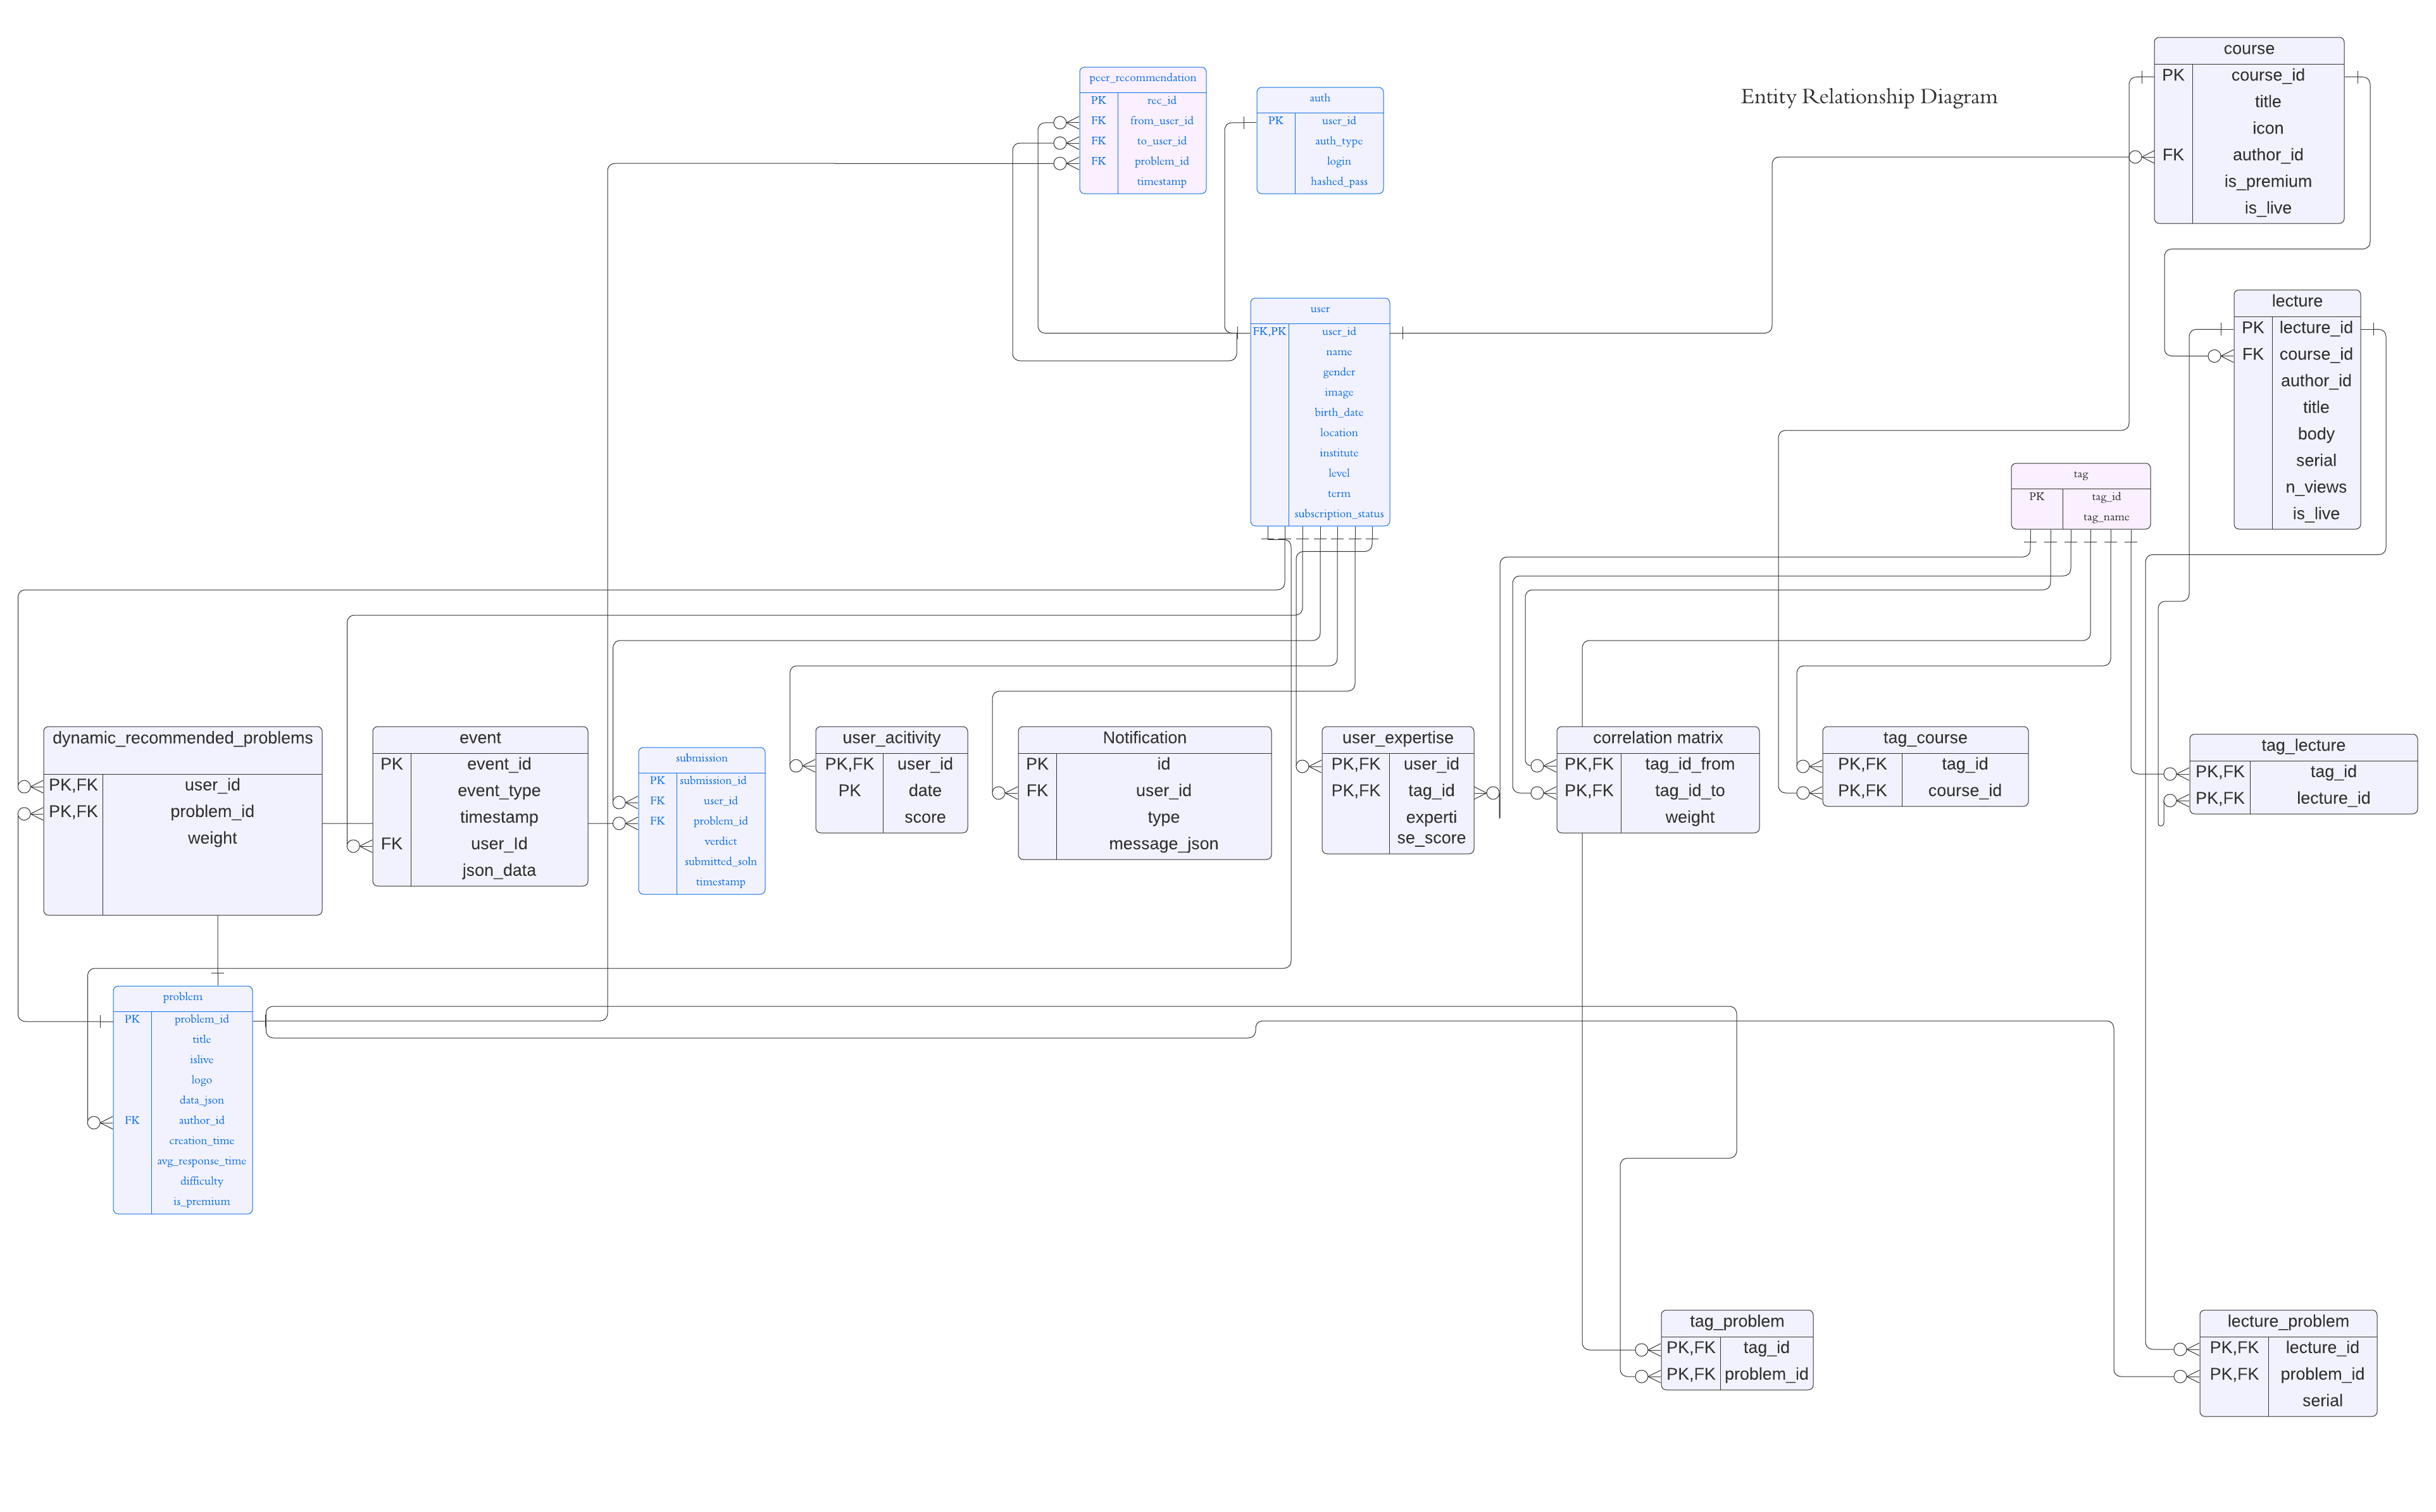 Entity Relationship Diagram
course
PK course_id
title
icon
FK author_id
is_premium
is_live
peer_recommendation
PK rec_id
FK from_user_id
FK to_user_id
FK problem_id
timestamp
auth
PK user_id
auth_type
login
hashed_pass
user
FK,PK user_id
name
gender
image
birth_date
location
institute
level
term
subscription_status
lecture
PK lecture_id
FK course_id
author_id
title
body
serial
n_views
is_live
tag
PK tag_id
tag_name
dynamic_recommended_problems
PK,FK user_id
PK,FK problem_id
weight
event
PK event_id
event_type
timestamp
FK user_Id
json_data
submission
PK submission_id
FK user_id
FK problem_id
verdict
submitted_soln
timestamp
user_acitivity
PK,FK user_id
PK date
score
Notification
PK id
FK user_id
type
message_json
user_expertise
PK,FK user_id
PK,FK tag_id
experti
se_score
correlation matrix
PK,FK tag_id_from
PK,FK tag_id_to
weight
tag_course
PK,FK tag_id
PK,FK course_id
tag_lecture
PK,FK tag_id
PK,FK lecture_id
problem
PK problem_id
title
islive
logo
data_json
FK author_id
creation_time
avg_response_time
difficulty
is_premium
tag_problem
PK,FK tag_id
PK,FK problem_id
lecture_problem
PK,FK lecture_id
PK,FK problem_id
serial